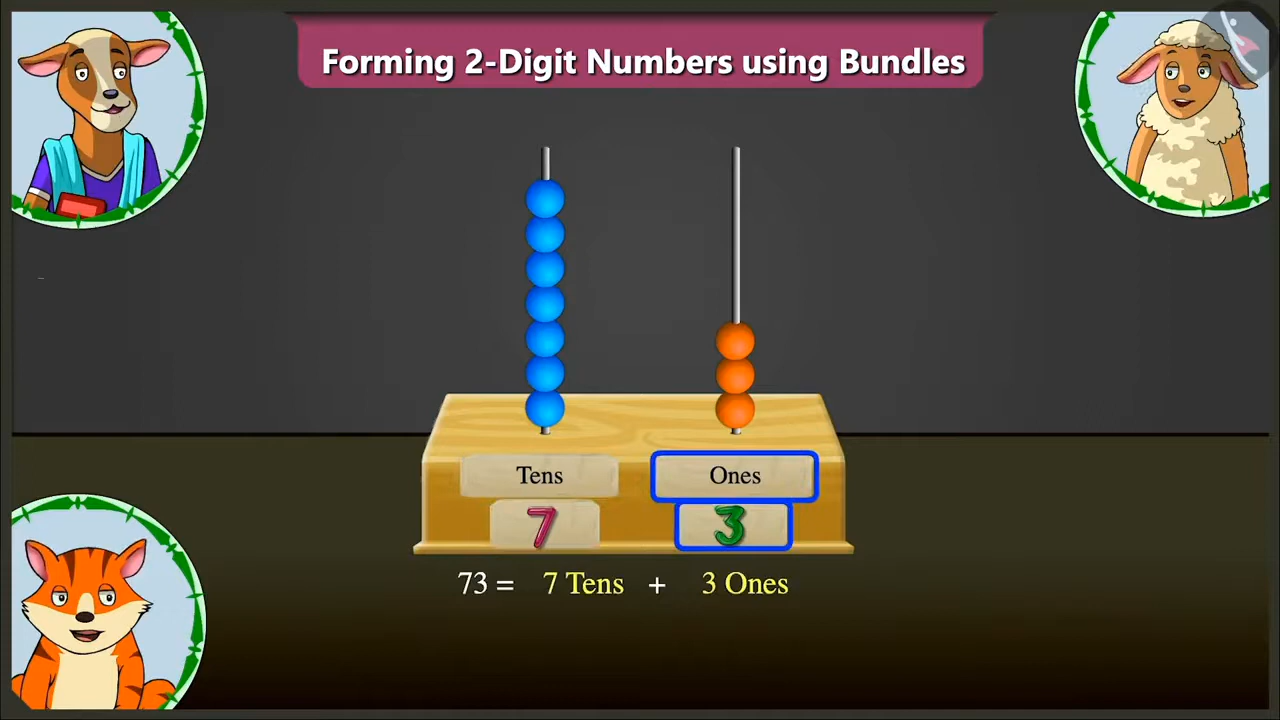 Forming 2-Digit Numbers using Bundles
Tens Ones
7 3
73 = 7 Tens + 3 Ones